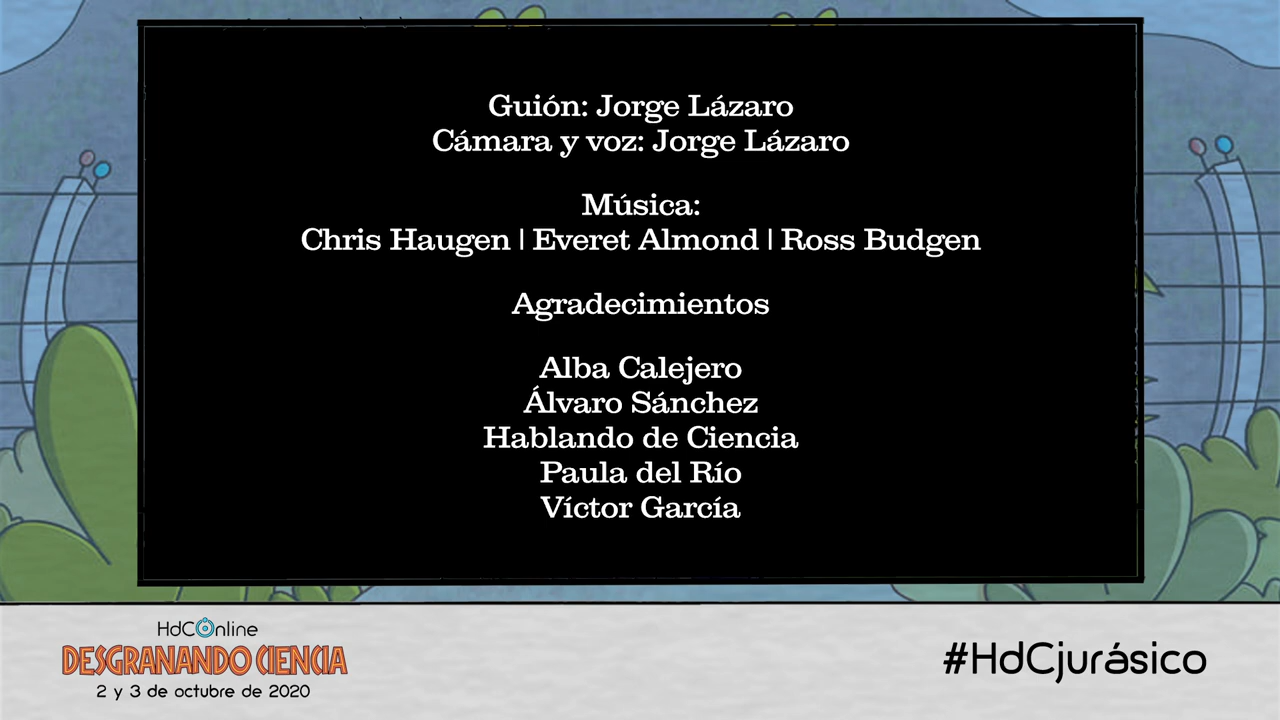 Guión: Jorge Lázaro
Cámara y voz: Jorge Lázaro
Música:
Chris Haugen | Everet Almond | Ross Budgen
Agradecimientos
Alba Calejero
Álvaro Sánchez
Hablando de Ciencia
Paula del Río
Víctor García
HdCOnline
DESGRANANDO CIENCIA
2 y 3 de octubre de 2020
#HdCjurásico